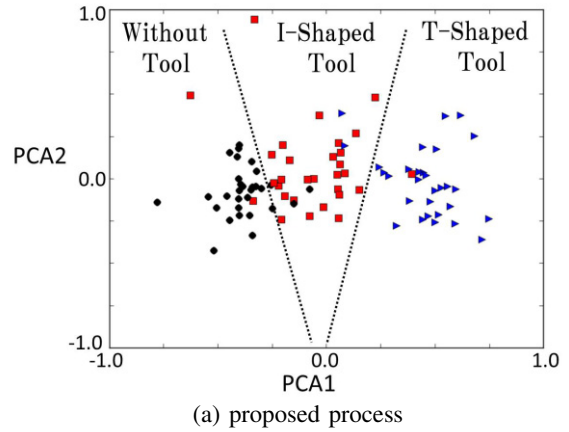 1.0
Without I-Shaped T-Shaped
Tool Tool Tool
PCA2
0.0
-1.0
-1.0 0.0 1.0
PCA1
(a) proposed process